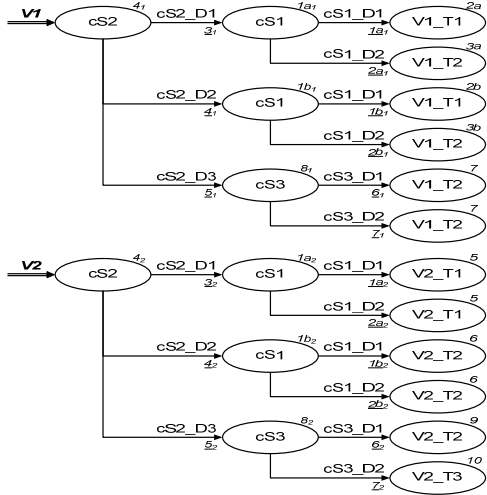 V1 cS2 4₁ cS2_D1 3₁ cS1 1a₁ cS1_D1 1a₁ V1_T1 2a
cS1_D2 2a₁ V1_T2 3a
cS2_D2 4₁ cS1 1b₁ cS1_D1 1b₁ V1_T1 2b
cS1_D2 2b₁ V1_T2 3b
cS2_D3 5₁ cS3 8₁ cS3_D1 6₁ V1_T2 7
cS3_D2 7₁ V1_T2 7
V2 cS2 4₂ cS2_D1 3₂ cS1 1a₂ cS1_D1 1a₂ V2_T1 5
cS1_D2 2a₂ V2_T1 5
cS2_D2 4₂ cS1 1b₂ cS1_D1 1b₂ V2_T2 6
cS1_D2 2b₂ V2_T2 6
cS2_D3 5₂ cS3 8₂ cS3_D1 6₂ V2_T2 9
cS3_D2 7₂ V2_T3 10